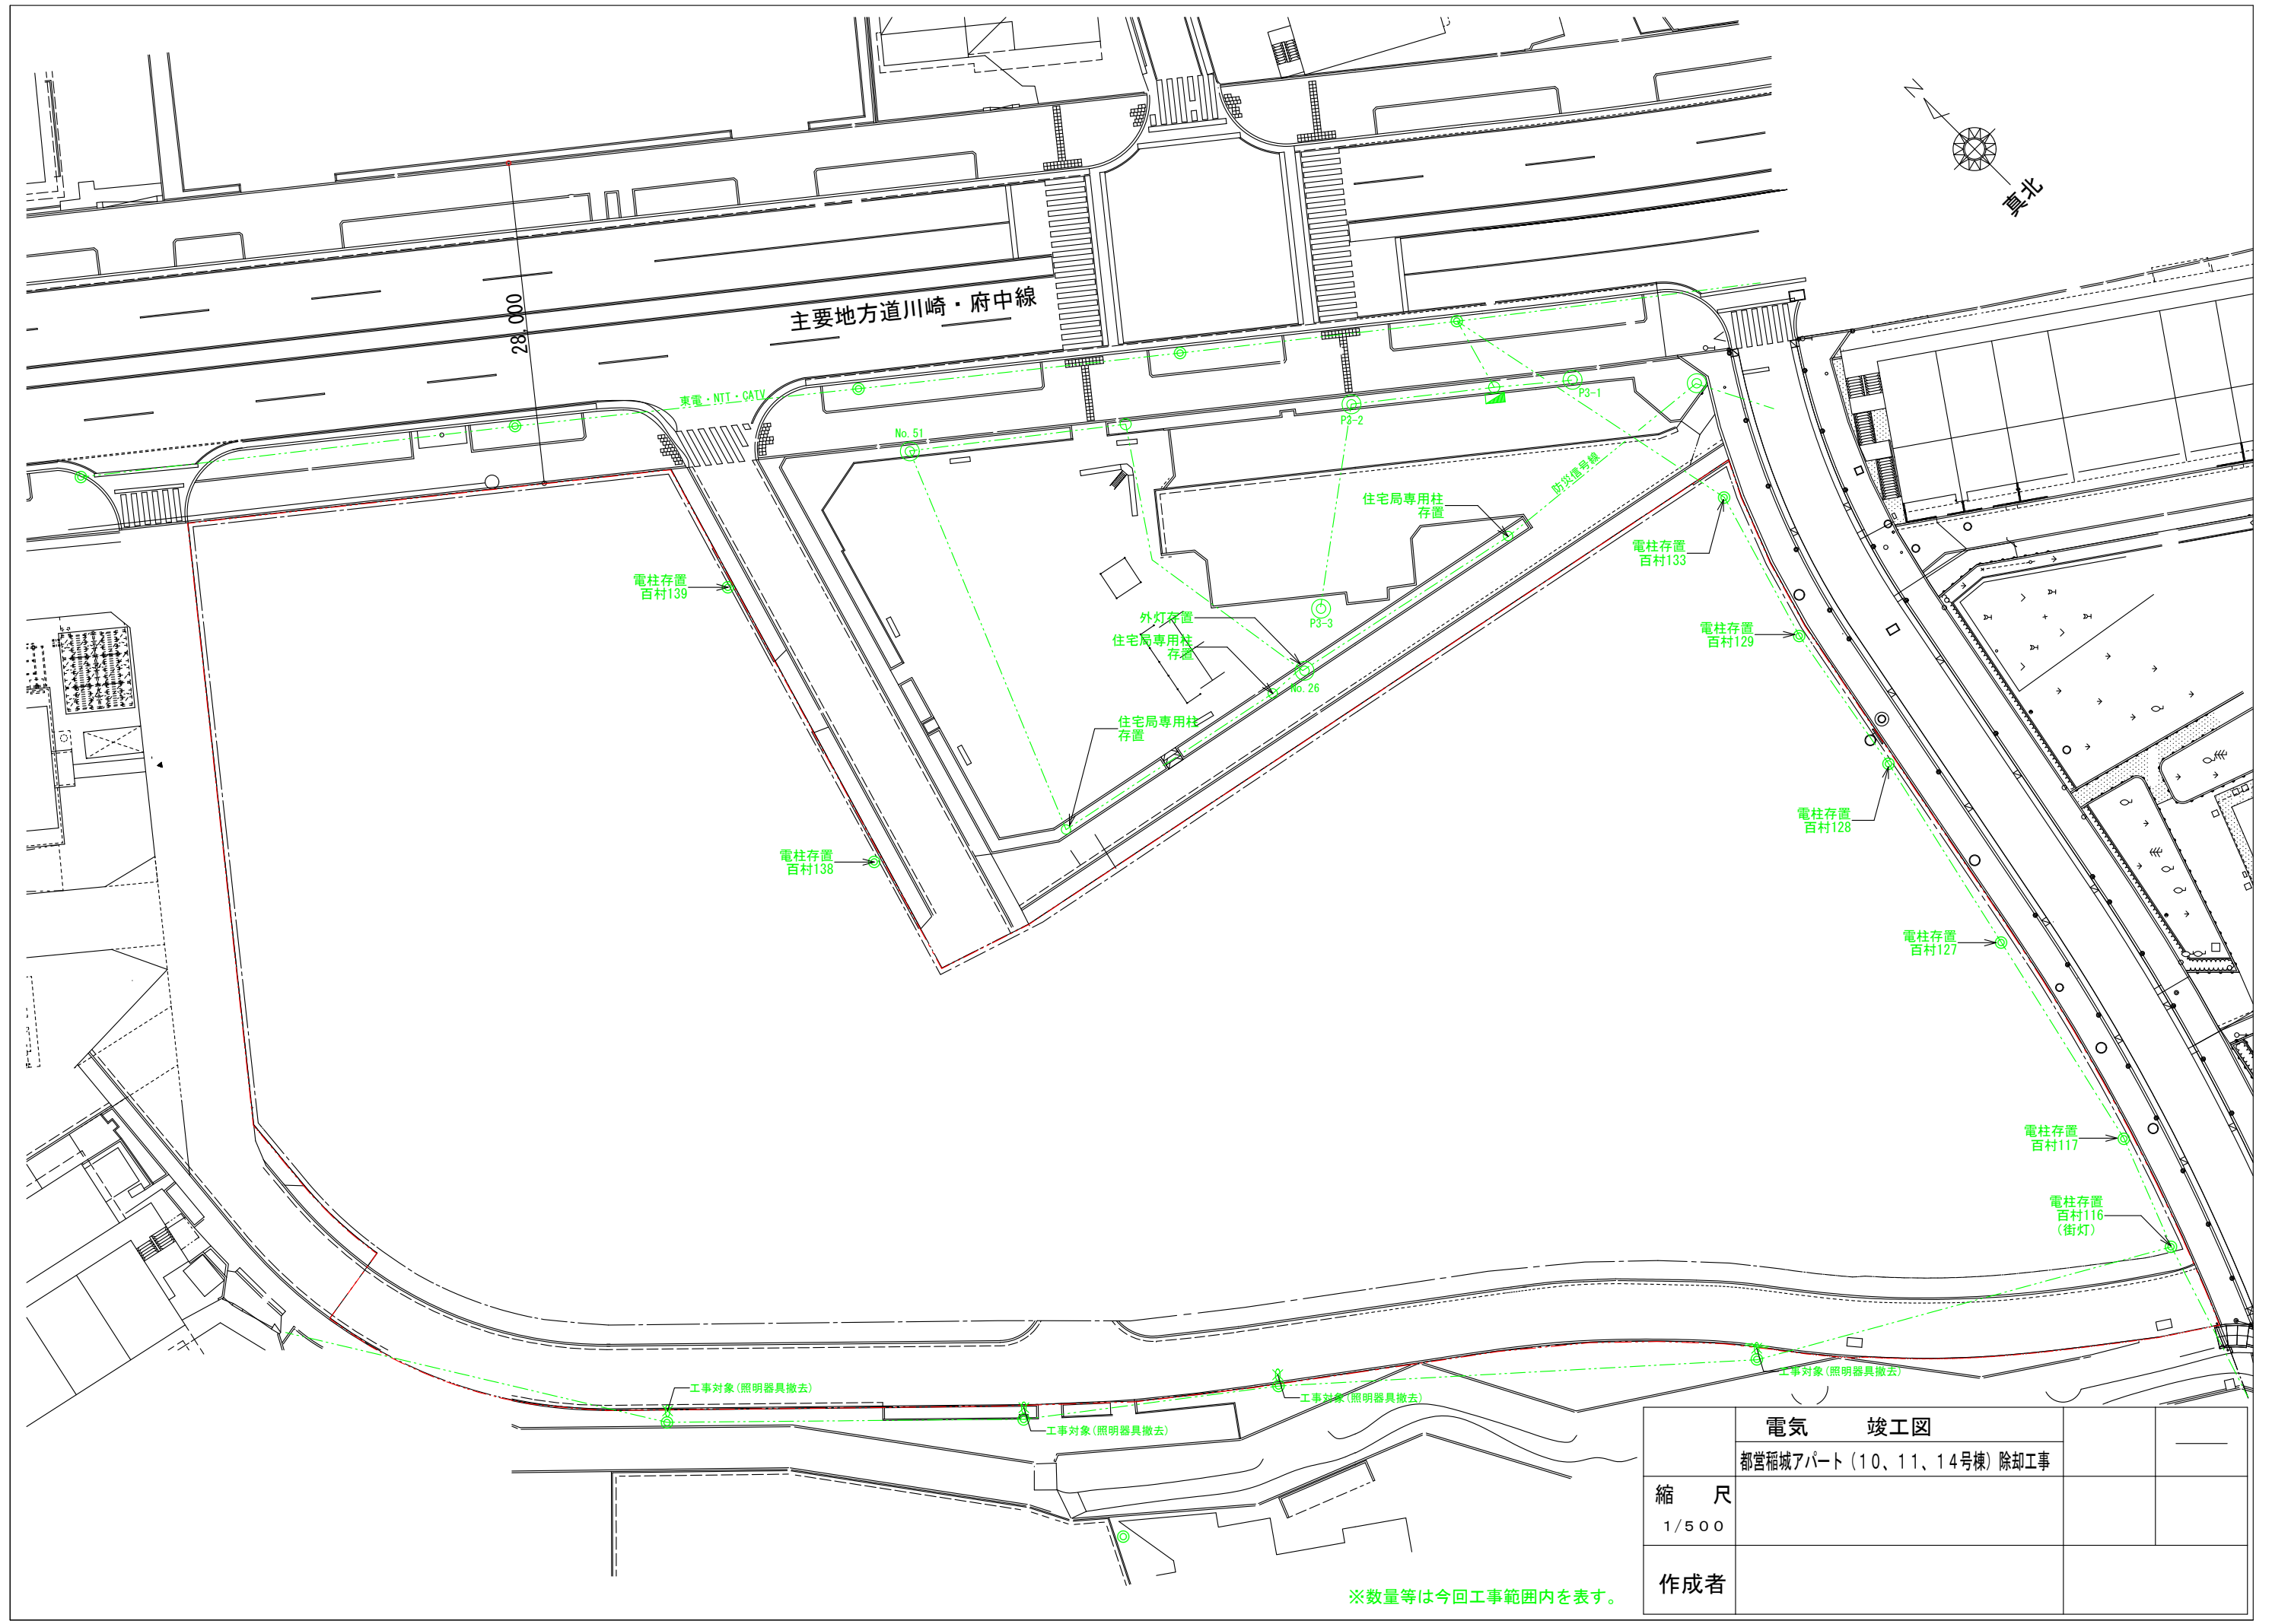 N
真北
28.000
主要地方道川崎・府中線
東電・NTT・CATV
No.51
P3-1
P3-2
防災信号線
住宅局専用柱
存置
電柱存置
百村133
電柱存置
百村139
外灯存置
P3-3
電柱存置
百村129
住宅局専用柱
存置
No.26
住宅局専用柱
存置
電柱存置
百村128
電柱存置
百村138
電柱存置
百村127
電柱存置
百村117
電柱存置
百村116
(街灯)
工事対象(照明器具撤去)
工事対象(照明器具撤去)
工事対象(照明器具撤去)
工事対象(照明器具撤去)
電気 竣工図
都営稲城アパート（１０、１１、１４号棟）除却工事
縮 尺
１／５００
作成者
※数量等は今回工事範囲内を表す。